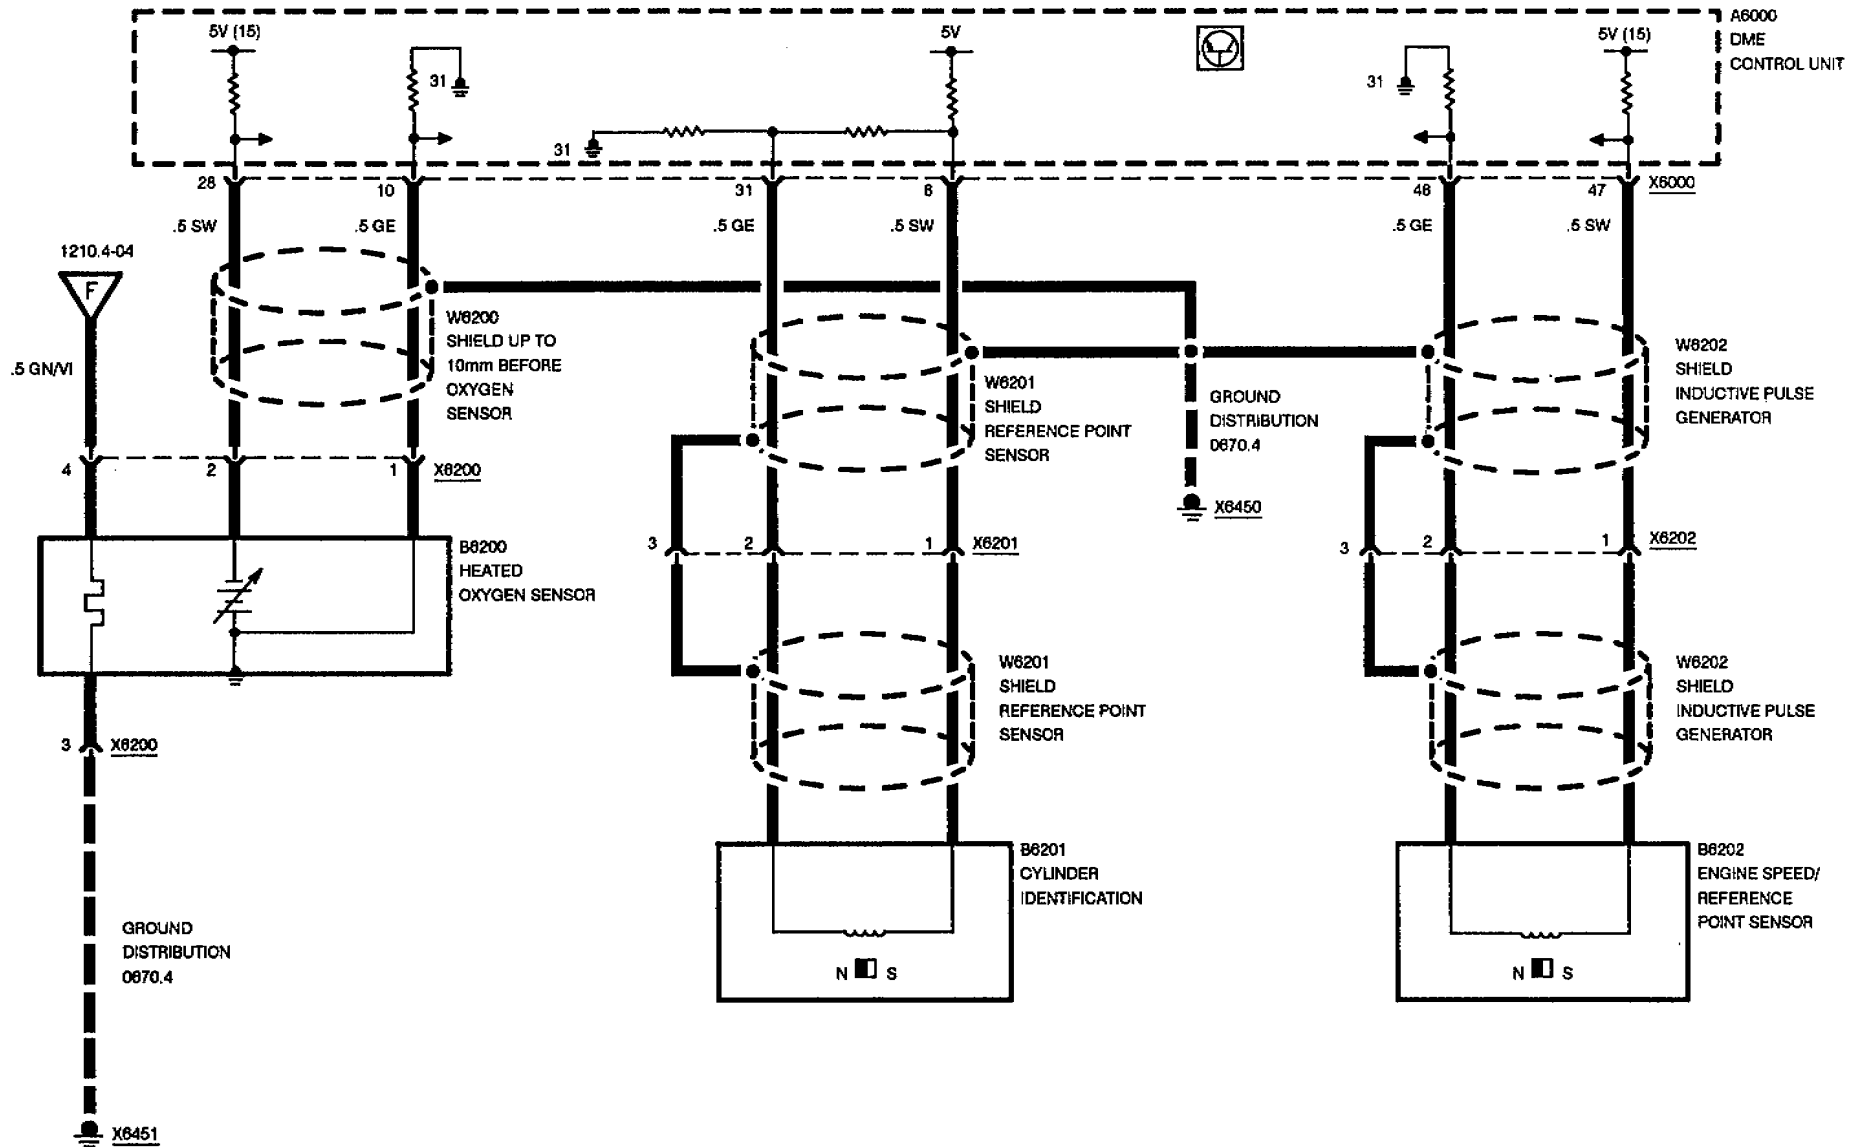 A6000
DME
CONTROL UNIT
5V (15)
31
5V
31
5V (15)
31
28
10
31
6
48
47
X6000
.5 SW
.5 GE
.5 GE
.5 SW
.5 GE
.5 SW
1210.4-04
F
.5 GN/VI
W6200
SHIELD UP TO
10mm BEFORE
OXYGEN
SENSOR
W6201
SHIELD
REFERENCE POINT
SENSOR
GROUND
DISTRIBUTION
0670.4
W6202
SHIELD
INDUCTIVE PULSE
GENERATOR
4
2
1
X6200
X6450
3
2
1
X6201
3
2
1
X6202
B6200
HEATED
OXYGEN SENSOR
W6201
SHIELD
REFERENCE POINT
SENSOR
W6202
SHIELD
INDUCTIVE PULSE
GENERATOR
3
X6200
B6201
CYLINDER
IDENTIFICATION
N S
B6202
ENGINE SPEED/
REFERENCE
POINT SENSOR
N S
GROUND
DISTRIBUTION
0670.4
X6451